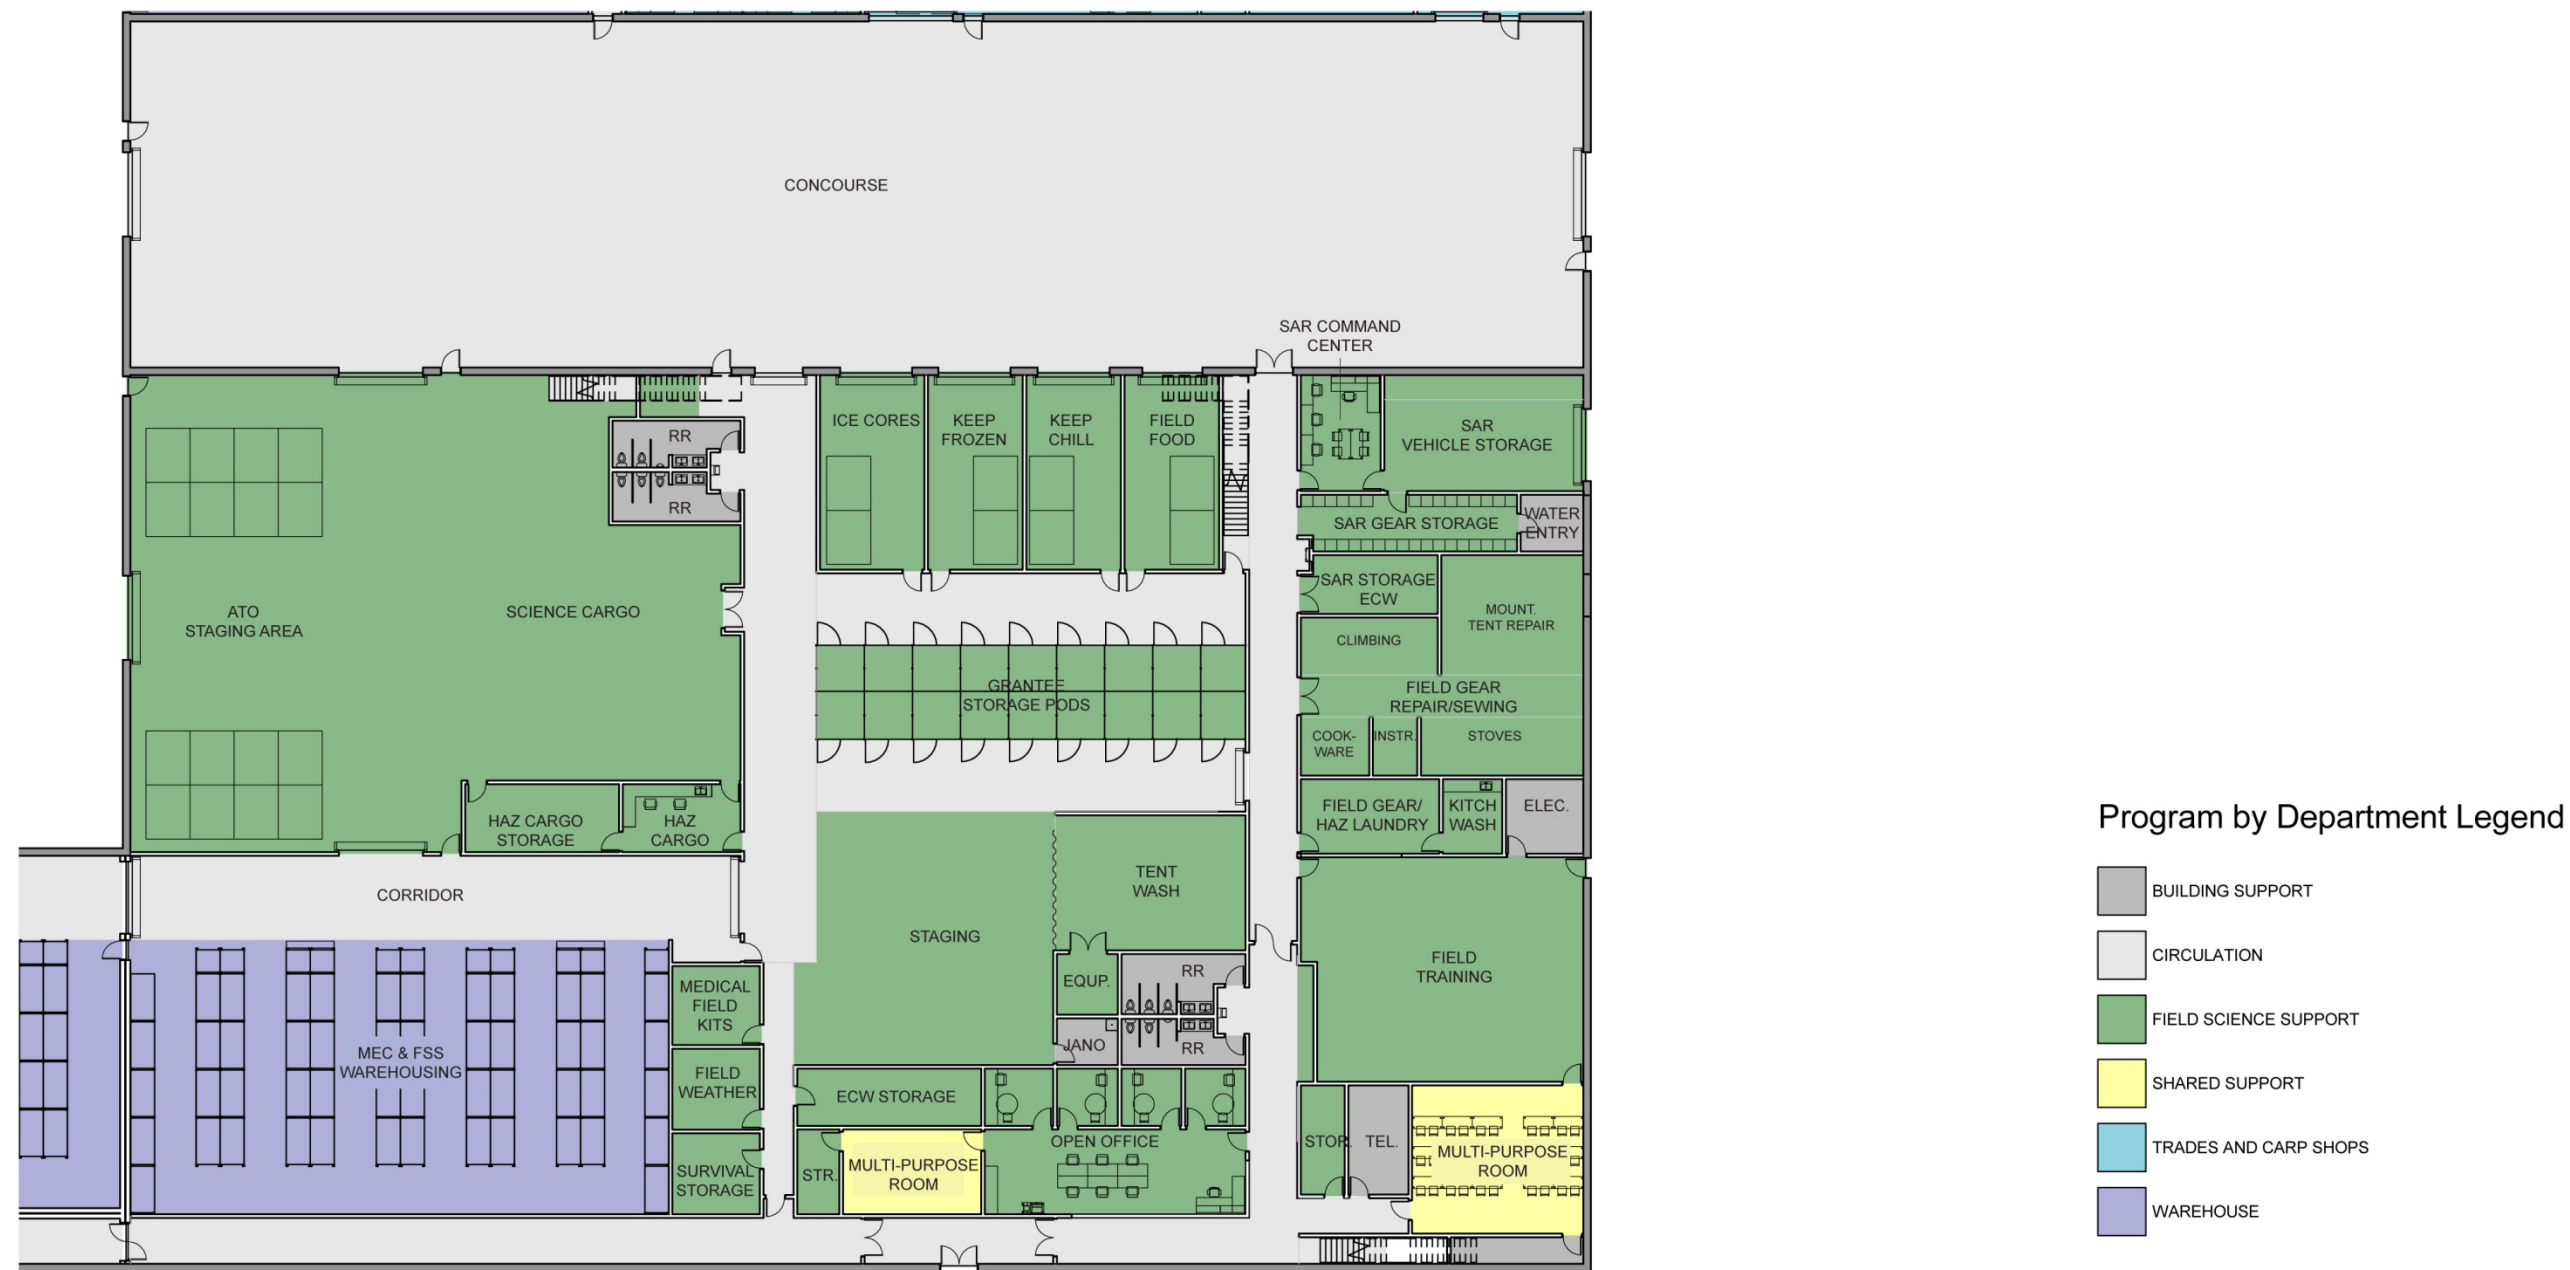 CONCOURSE
SAR COMMAND
CENTER
RR
RR
ICE CORES
KEEP
FROZEN
KEEP
CHILL
FIELD
FOOD
SAR
VEHICLE STORAGE
SAR GEAR STORAGE
WATER
ENTRY
ATO
STAGING AREA
SCIENCE CARGO
SAR STORAGE
ECW
MOUNT.
TENT REPAIR
CLIMBING
GRANTEE
STORAGE PODS
FIELD GEAR
REPAIR/SEWING
COOK-
WARE
INSTR.
STOVES
HAZ CARGO
STORAGE
HAZ
CARGO
FIELD GEAR/
HAZ LAUNDRY
KITCH
WASH
ELEC.
CORRIDOR
TENT
WASH
STAGING
FIELD
TRAINING
EQUP.
RR
JANO
RR
MEDICAL
FIELD
KITS
MEC & FSS
WAREHOUSING
FIELD
WEATHER
ECW STORAGE
SURVIVAL
STORAGE
STR.
MULTI-PURPOSE
ROOM
OPEN OFFICE
STOR.
TEL.
MULTI-PURPOSE
ROOM
Program by Department Legend
BUILDING SUPPORT
CIRCULATION
FIELD SCIENCE SUPPORT
SHARED SUPPORT
TRADES AND CARP SHOPS
WAREHOUSE